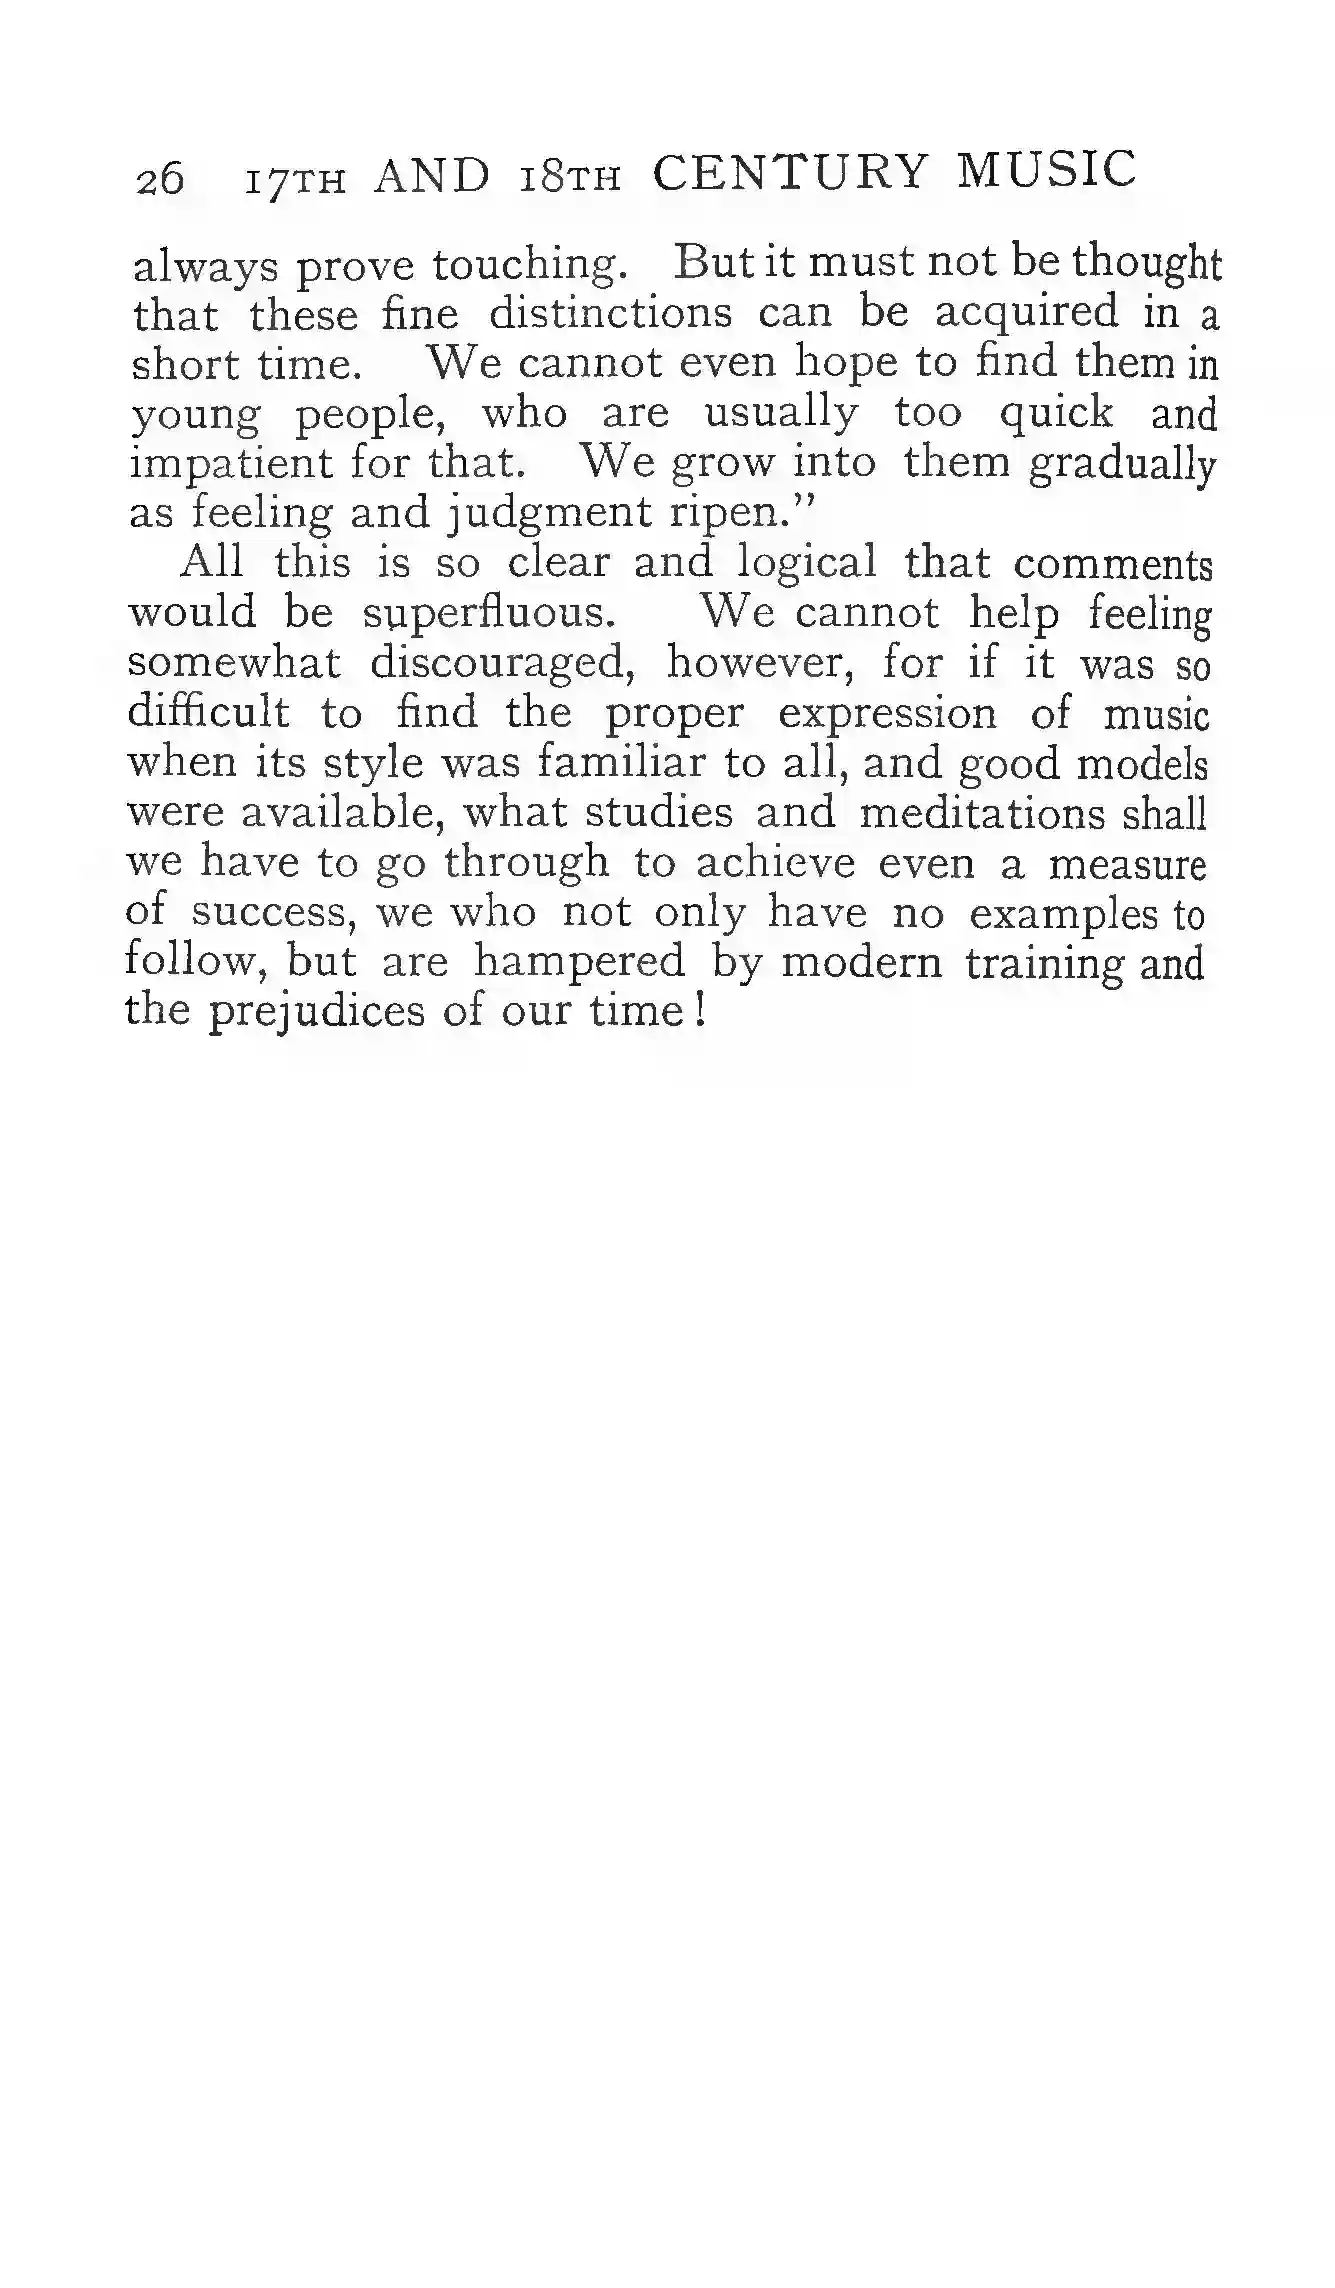 26 17TH AND 18TH CENTURY MUSIC
always prove touching. But it must not be thought
that these fine distinctions can be acquired in a
short time. We cannot even hope to find them in
young people, who are usually too quick and
impatient for that. We grow into them gradually
as feeling and judgment ripen.”
All this is so clear and logical that comments
would be superfluous. We cannot help feeling
somewhat discouraged, however, for if it was so
difficult to find the proper expression of music
when its style was familiar to all, and good models
were available, what studies and meditations shall
we have to go through to achieve even a measure
of success, we who not only have no examples to
follow, but are hampered by modern training and
the prejudices of our time !